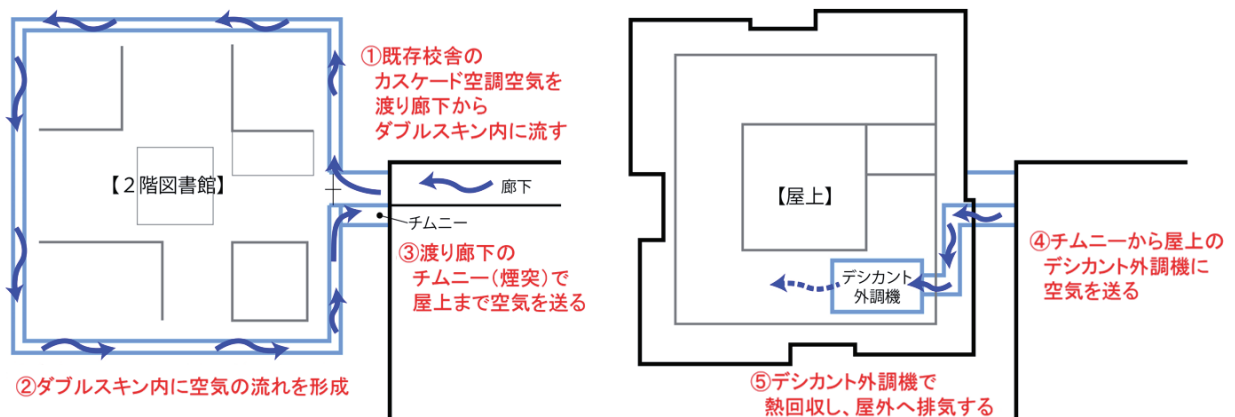 ①既存校舎の
カスケード空調空気を
渡り廊下から
ダブルスキン内に流す
【2階図書館】
廊下
チムニー
③渡り廊下の
チムニー(煙突)で
屋上まで空気を送る
②ダブルスキン内に空気の流れを形成
【屋上】
④チムニーから屋上の
デシカント外調機に
空気を送る
デシカント
外調機
⑤デシカント外調機で
熱回収し、屋外へ排気する